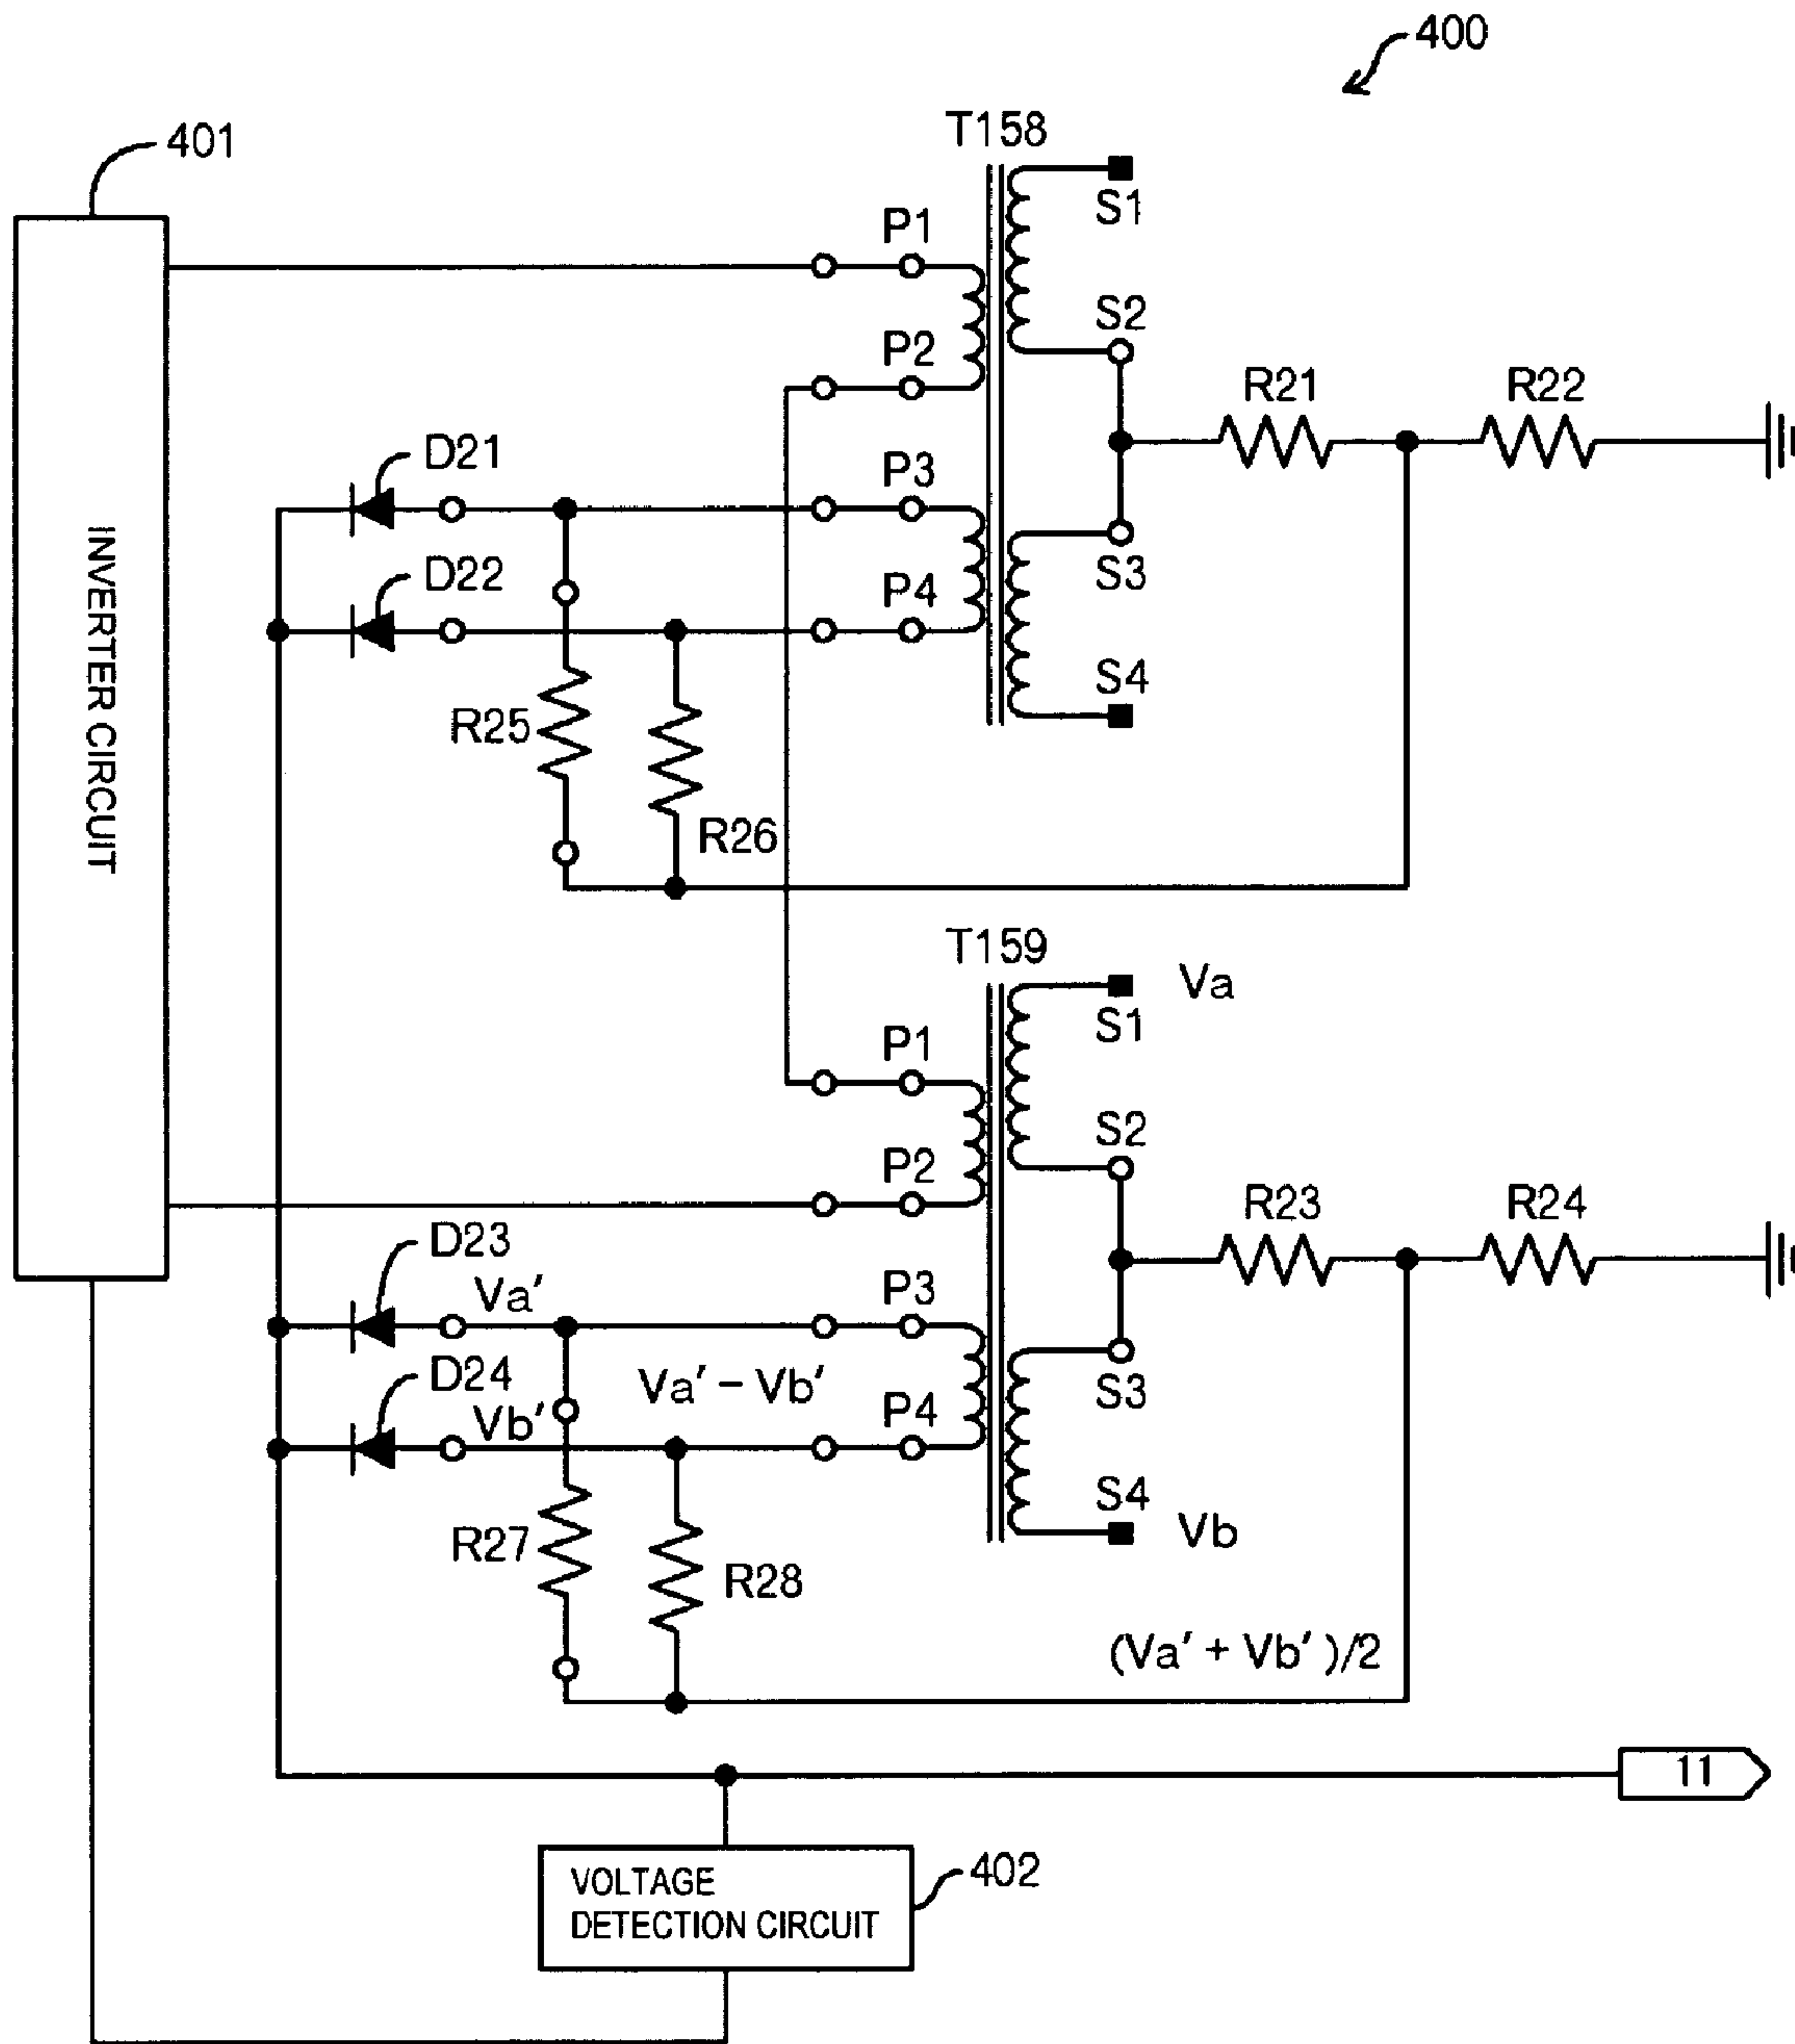 400
401
T158
S1
P1
S2
P2
R21
R22
D21
P3
INVERTER CIRCUIT
D22
S3
P4
S4
R25
R26
T159
Va
S1
P1
S2
P2
R23
R24
D23
Va'
P3
D24
Va' - Vb'
S3
Vb'
P4
S4
R27
Vb
R28
(Va' + Vb')/2
11
402
VOLTAGE
DETECTION CIRCUIT